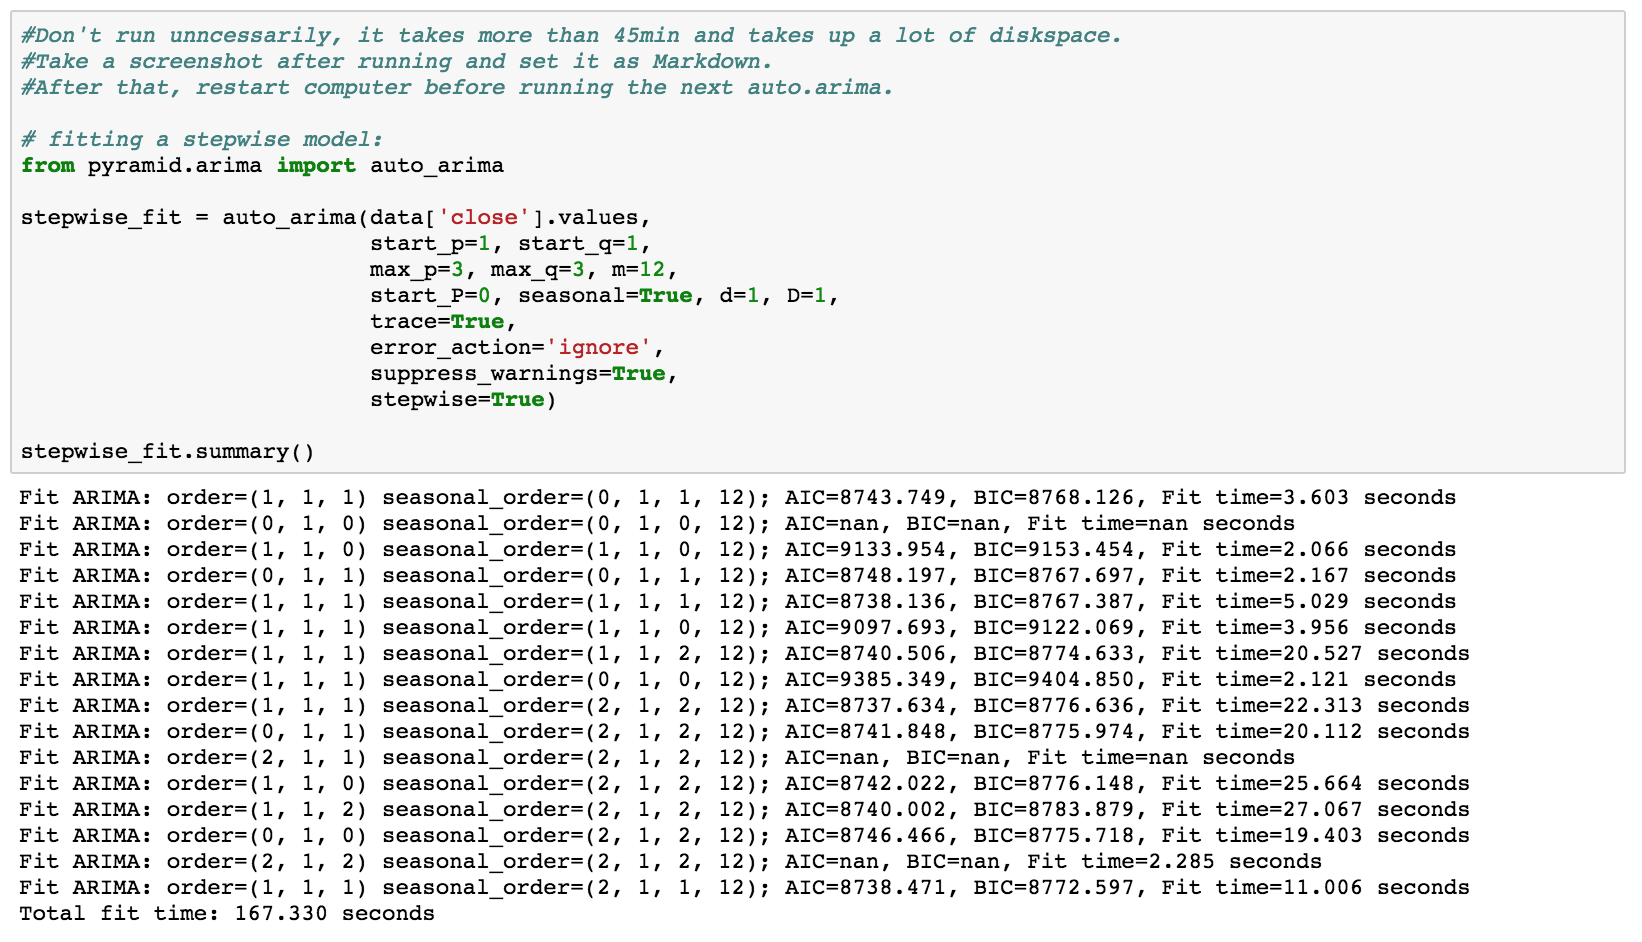 #Don't run unncessarily, it takes more than 45min and takes up a lot of diskspace.
#Take a screenshot after running and set it as Markdown.
#After that, restart computer before running the next auto.arima.
# fitting a stepwise model:
from pyramid.arima import auto_arima
stepwise_fit = auto_arima(data['close'].values,
start_p=1, start_q=1,
max_p=3, max_q=3, m=12,
start_P=0, seasonal=True, d=1, D=1,
trace=True,
error_action='ignore',
suppress_warnings=True,
stepwise=True)
stepwise_fit.summary()
Fit ARIMA: order=(1, 1, 1) seasonal_order=(0, 1, 1, 12); AIC=8743.749, BIC=8768.126, Fit time=3.603 seconds
Fit ARIMA: order=(0, 1, 0) seasonal_order=(0, 1, 0, 12); AIC=nan, BIC=nan, Fit time=nan seconds
Fit ARIMA: order=(1, 1, 0) seasonal_order=(1, 1, 0, 12); AIC=9133.954, BIC=9153.454, Fit time=2.066 seconds
Fit ARIMA: order=(0, 1, 1) seasonal_order=(0, 1, 1, 12); AIC=8748.197, BIC=8767.697, Fit time=2.167 seconds
Fit ARIMA: order=(1, 1, 1) seasonal_order=(1, 1, 1, 12); AIC=8738.136, BIC=8767.387, Fit time=5.029 seconds
Fit ARIMA: order=(1, 1, 1) seasonal_order=(1, 1, 0, 12); AIC=9097.693, BIC=9122.069, Fit time=3.956 seconds
Fit ARIMA: order=(1, 1, 1) seasonal_order=(1, 1, 2, 12); AIC=8740.506, BIC=8774.633, Fit time=20.527 seconds
Fit ARIMA: order=(1, 1, 1) seasonal_order=(0, 1, 0, 12); AIC=9385.349, BIC=9404.850, Fit time=2.121 seconds
Fit ARIMA: order=(1, 1, 1) seasonal_order=(2, 1, 2, 12); AIC=8737.634, BIC=8776.636, Fit time=22.313 seconds
Fit ARIMA: order=(0, 1, 1) seasonal_order=(2, 1, 2, 12); AIC=8741.848, BIC=8775.974, Fit time=20.112 seconds
Fit ARIMA: order=(2, 1, 1) seasonal_order=(2, 1, 2, 12); AIC=nan, BIC=nan, Fit time=nan seconds
Fit ARIMA: order=(1, 1, 0) seasonal_order=(2, 1, 2, 12); AIC=8742.022, BIC=8776.148, Fit time=25.664 seconds
Fit ARIMA: order=(1, 1, 2) seasonal_order=(2, 1, 2, 12); AIC=8740.002, BIC=8783.879, Fit time=27.067 seconds
Fit ARIMA: order=(0, 1, 0) seasonal_order=(2, 1, 2, 12); AIC=8746.466, BIC=8775.718, Fit time=19.403 seconds
Fit ARIMA: order=(2, 1, 2) seasonal_order=(2, 1, 2, 12); AIC=nan, BIC=nan, Fit time=2.285 seconds
Fit ARIMA: order=(1, 1, 1) seasonal_order=(2, 1, 1, 12); AIC=8738.471, BIC=8772.597, Fit time=11.006 seconds
Total fit time: 167.330 seconds